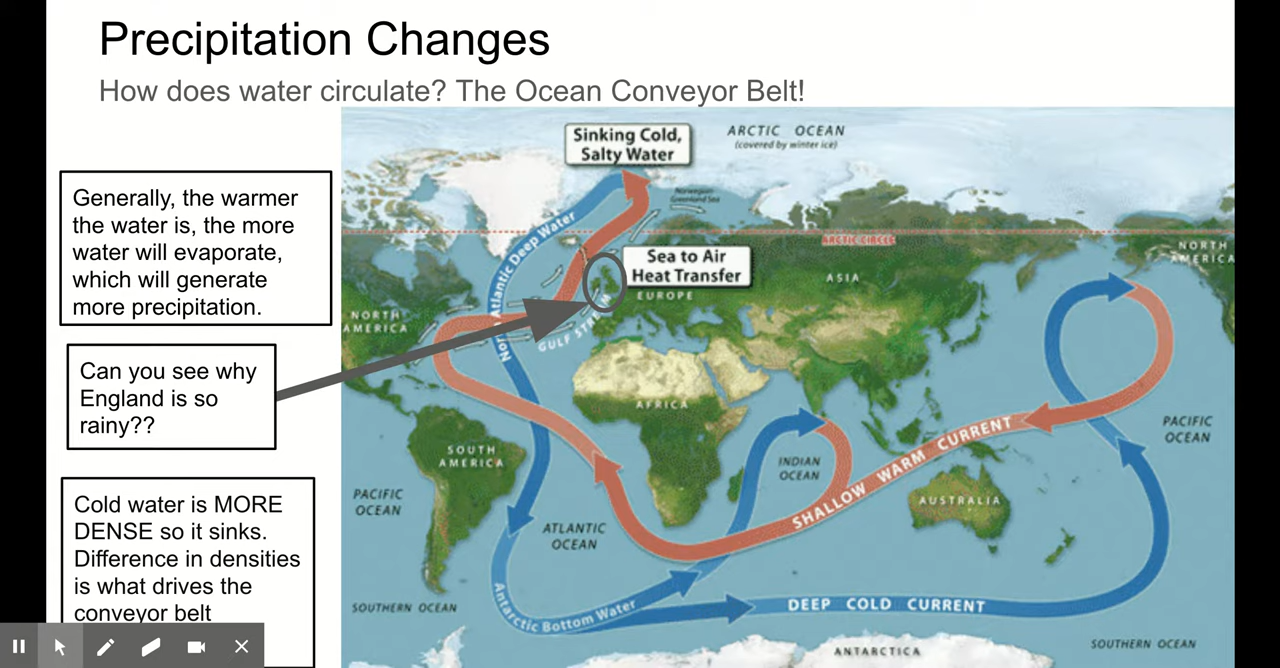 Precipitation Changes
How does water circulate? The Ocean Conveyor Belt!
Generally, the warmer
the water is, the more
water will evaporate,
which will generate
more precipitation.
Can you see why
England is so
rainy??
Cold water is MORE
DENSE so it sinks.
Difference in densities
is what drives the
conveyor belt
Sinking Cold,
Salty Water
ARCTIC OCEAN
(covered by winter ice)
Norwegian
Greenland Sea
ARCTIC CIRCLE
North Atlantic Deep Water
Sea to Air
Heat Transfer
EUROPE
ASIA
NORTH
AMERICA
NORTH
AMERICA
GULF STREAM
AFRICA
SOUTH
AMERICA
INDIAN
OCEAN
PACIFIC
OCEAN
SHALLOW WARM CURRENT
AUSTRALIA
PACIFIC
OCEAN
ATLANTIC
OCEAN
SOUTHERN OCEAN
Antarctic Bottom Water
DEEP COLD CURRENT
ANTARCTICA
SOUTHERN OCEAN